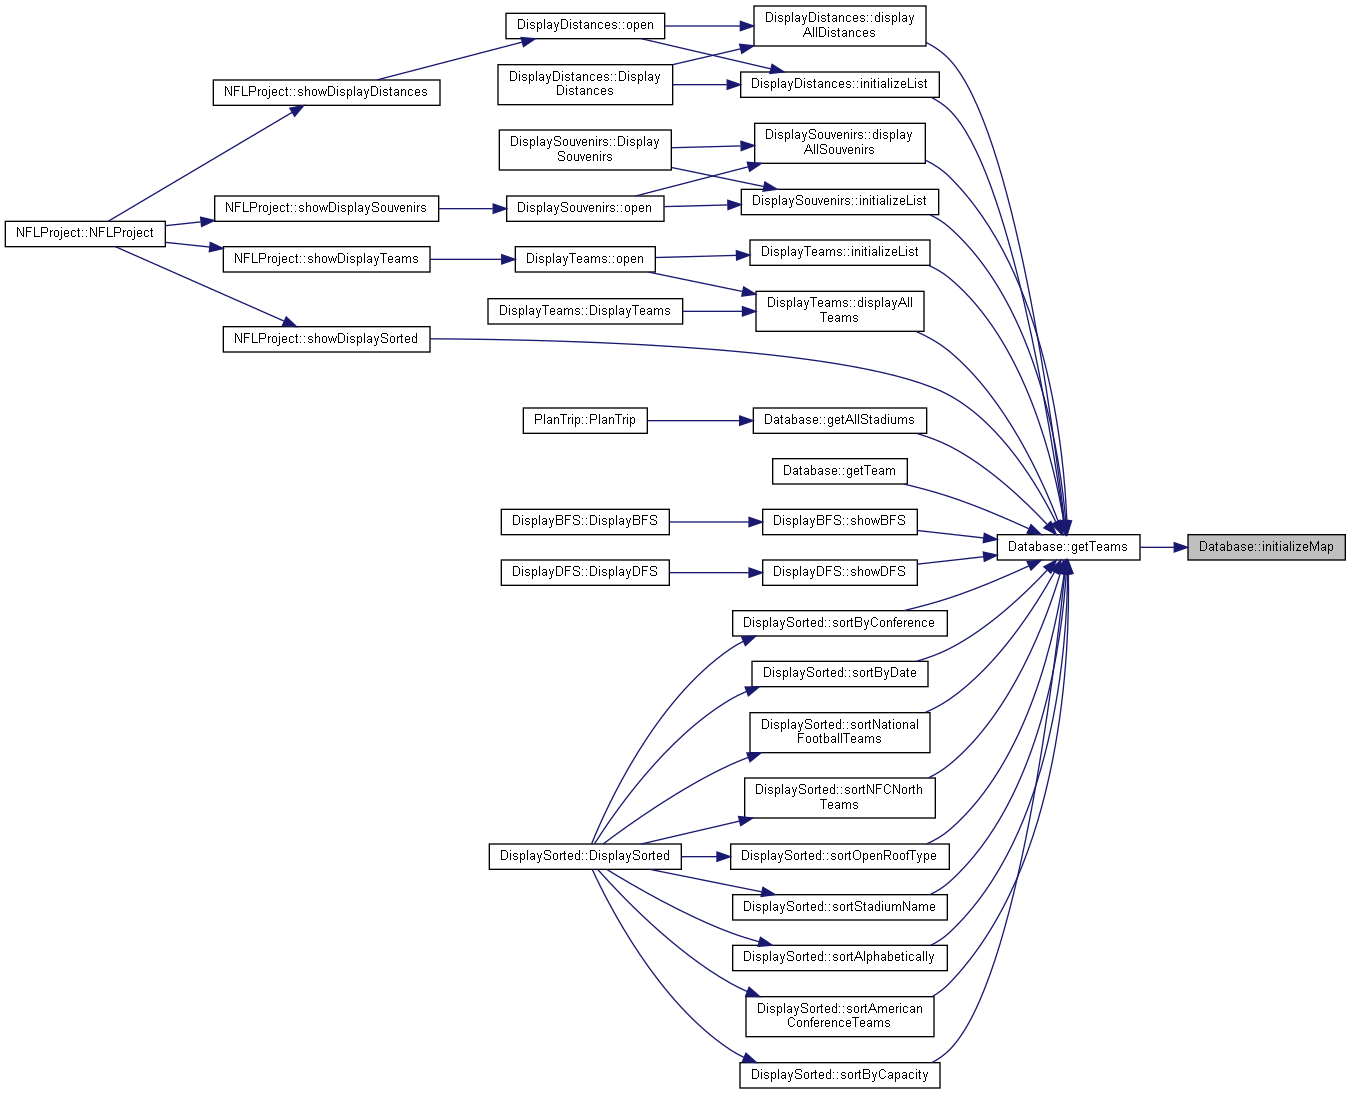 DisplayDistances::open
DisplayDistances::display
AllDistances
DisplayDistances::Display
Distances
DisplayDistances::initializeList
NFLProject::showDisplayDistances
DisplaySouvenirs::Display
Souvenirs
DisplaySouvenirs::display
AllSouvenirs
NFLProject::showDisplaySouvenirs
DisplaySouvenirs::open
DisplaySouvenirs::initializeList
NFLProject::NFLProject
NFLProject::showDisplayTeams
DisplayTeams::open
DisplayTeams::initializeList
DisplayTeams::DisplayTeams
DisplayTeams::displayAll
Teams
NFLProject::showDisplaySorted
PlanTrip::PlanTrip
Database::getAllStadiums
Database::getTeam
DisplayBFS::DisplayBFS
DisplayBFS::showBFS
Database::getTeams
Database::initializeMap
DisplayDFS::DisplayDFS
DisplayDFS::showDFS
DisplaySorted::sortByConference
DisplaySorted::sortByDate
DisplaySorted::sortNational
FootballTeams
DisplaySorted::sortNFCNorth
Teams
DisplaySorted::DisplaySorted
DisplaySorted::sortOpenRoofType
DisplaySorted::sortStadiumName
DisplaySorted::sortAlphabetically
DisplaySorted::sortAmerican
ConferenceTeams
DisplaySorted::sortByCapacity